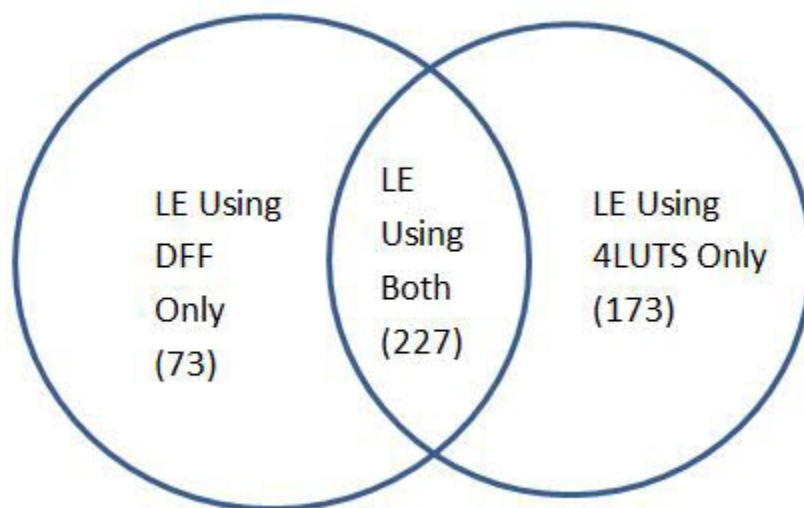 LE Using
DFF
Only
(73)
LE
Using
Both
(227)
LE Using
4LUTS Only
(173)